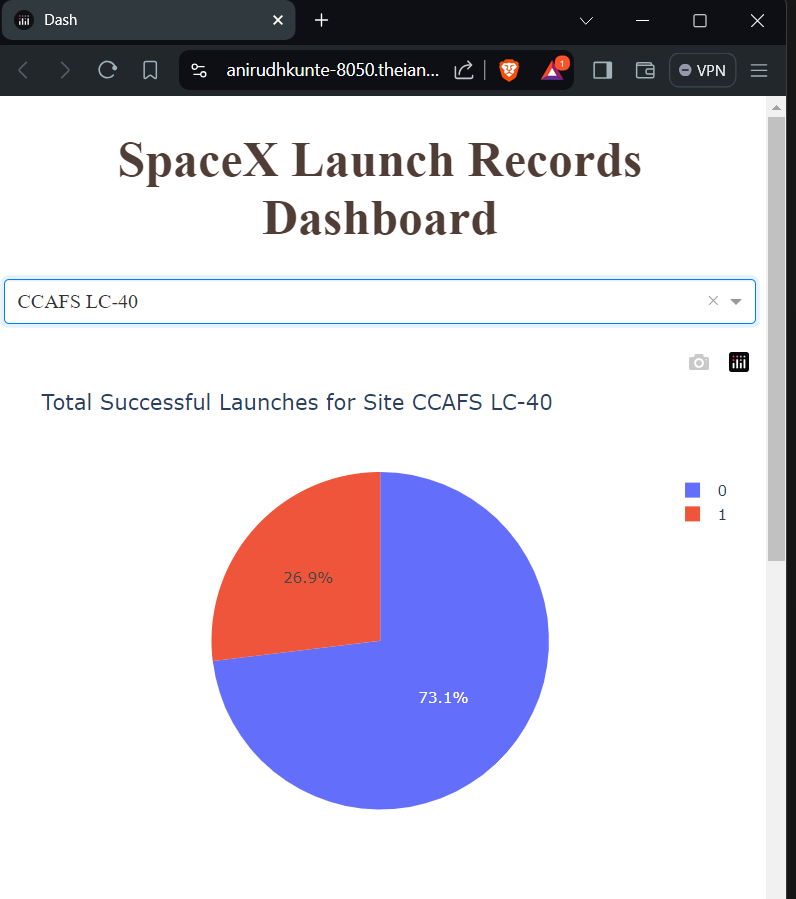 Dash
anirudhkunte-8050.theian...
1
VPN
SpaceX Launch Records
Dashboard
CCAFS LC-40
Total Successful Launches for Site CCAFS LC-40
0
1
26.9%
73.1%